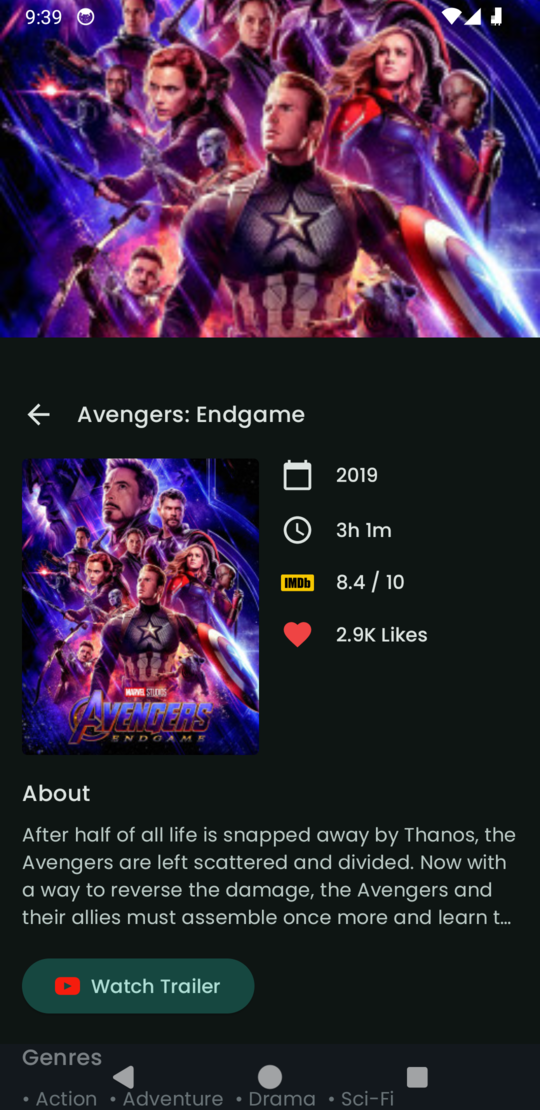 9:39
Avengers: Endgame
2019
3h 1m
IMDb
8.4 / 10
2.9K Likes
MARVEL STUDIOS
AVENGERS
ENDGAME
About
After half of all life is snapped away by Thanos, the
Avengers are left scattered and divided. Now with
a way to reverse the damage, the Avengers and
their allies must assemble once more and learn t...
Watch Trailer
Genres
• Action • Adventure • Drama • Sci-Fi